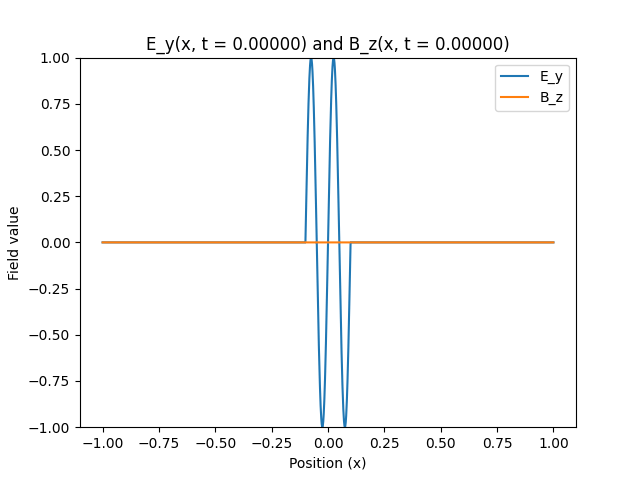 E_y(x, t = 0.00000) and B_z(x, t = 0.00000)
E_y
B_z
Field value
1.00
0.75
0.50
0.25
0.00
−0.25
−0.50
−0.75
−1.00
−1.00 −0.75 −0.50 −0.25 0.00 0.25 0.50 0.75 1.00
Position (x)